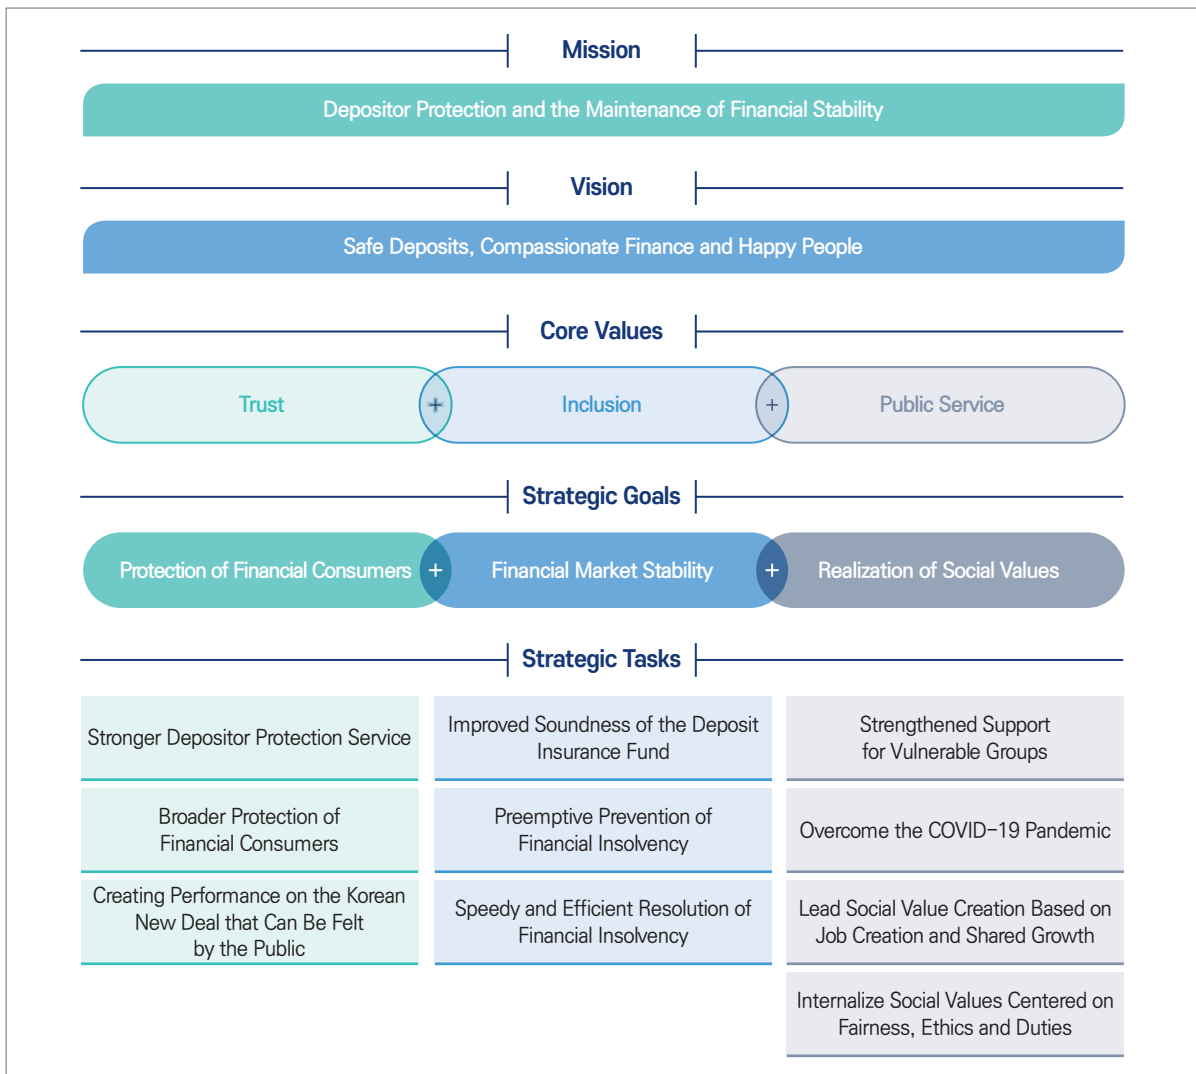 Mission
Depositor Protection and the Maintenance of Financial Stability
Vision
Safe Deposits, Compassionate Finance and Happy People
Core Values
Trust
+
Inclusion
+
Public Service
Strategic Goals
Protection of Financial Consumers
+
Financial Market Stability
+
Realization of Social Values
Strategic Tasks
Stronger Depositor Protection Service
Broader Protection of
Financial Consumers
Creating Performance on the Korean
New Deal that Can Be Felt
by the Public
Improved Soundness of the Deposit
Insurance Fund
Preemptive Prevention of
Financial Insolvency
Speedy and Efficient Resolution of
Financial Insolvency
Strengthened Support
for Vulnerable Groups
Overcome the COVID-19 Pandemic
Lead Social Value Creation Based on
Job Creation and Shared Growth
Internalize Social Values Centered on
Fairness, Ethics and Duties